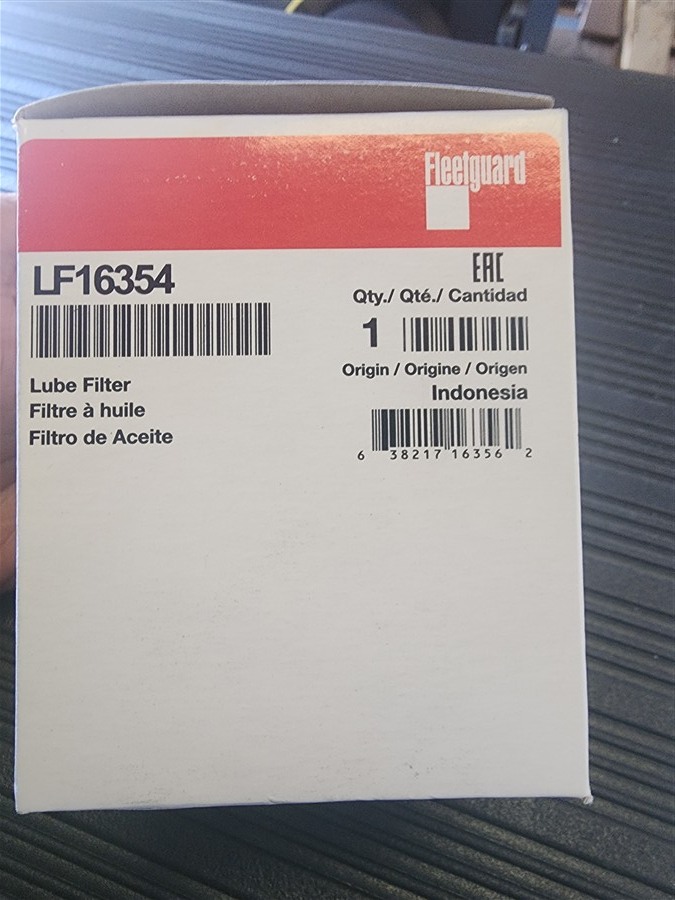 Fleetguard
LF16354
EAC
Qty./ Qté./ Cantidad
1
Origin / Origine / Origen
Indonesia
Lube Filter
Filtre à huile
Filtro de Aceite
6 38217 16356 2